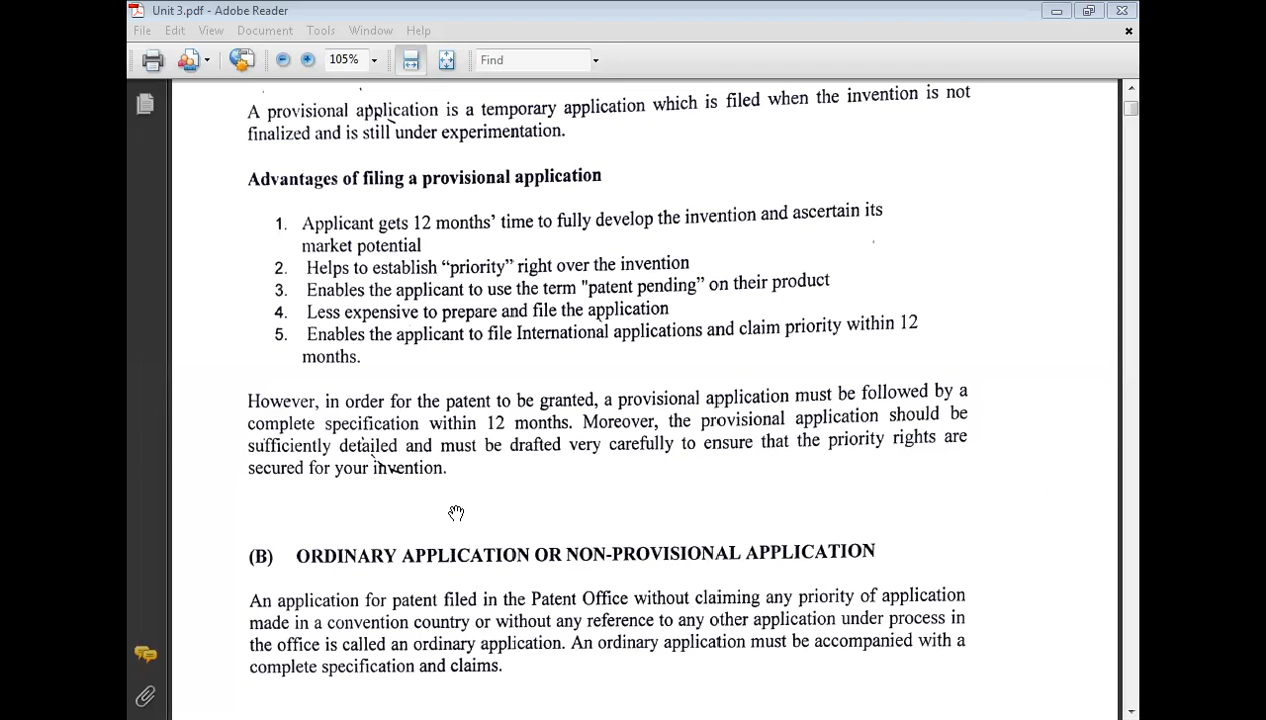 Unit 3.pdf - Adobe Reader
File Edit View Document Tools Window Help
105% Find
A provisional application is a temporary application which is filed when the invention is not
finalized and is still under experimentation.
Advantages of filing a provisional application
1. Applicant gets 12 months' time to fully develop the invention and ascertain its
market potential
2. Helps to establish “priority” right over the invention
3. Enables the applicant to use the term "patent pending” on their product
4. Less expensive to prepare and file the application
5. Enables the applicant to file International applications and claim priority within 12
months.
However, in order for the patent to be granted, a provisional application must be followed by a
complete specification within 12 months. Moreover, the provisional application should be
sufficiently detailed and must be drafted very carefully to ensure that the priority rights are
secured for your invention.
(B) ORDINARY APPLICATION OR NON-PROVISIONAL APPLICATION
An application for patent filed in the Patent Office without claiming any priority of application
made in a convention country or without any reference to any other application under process in
the office is called an ordinary application. An ordinary application must be accompanied with a
complete specification and claims.